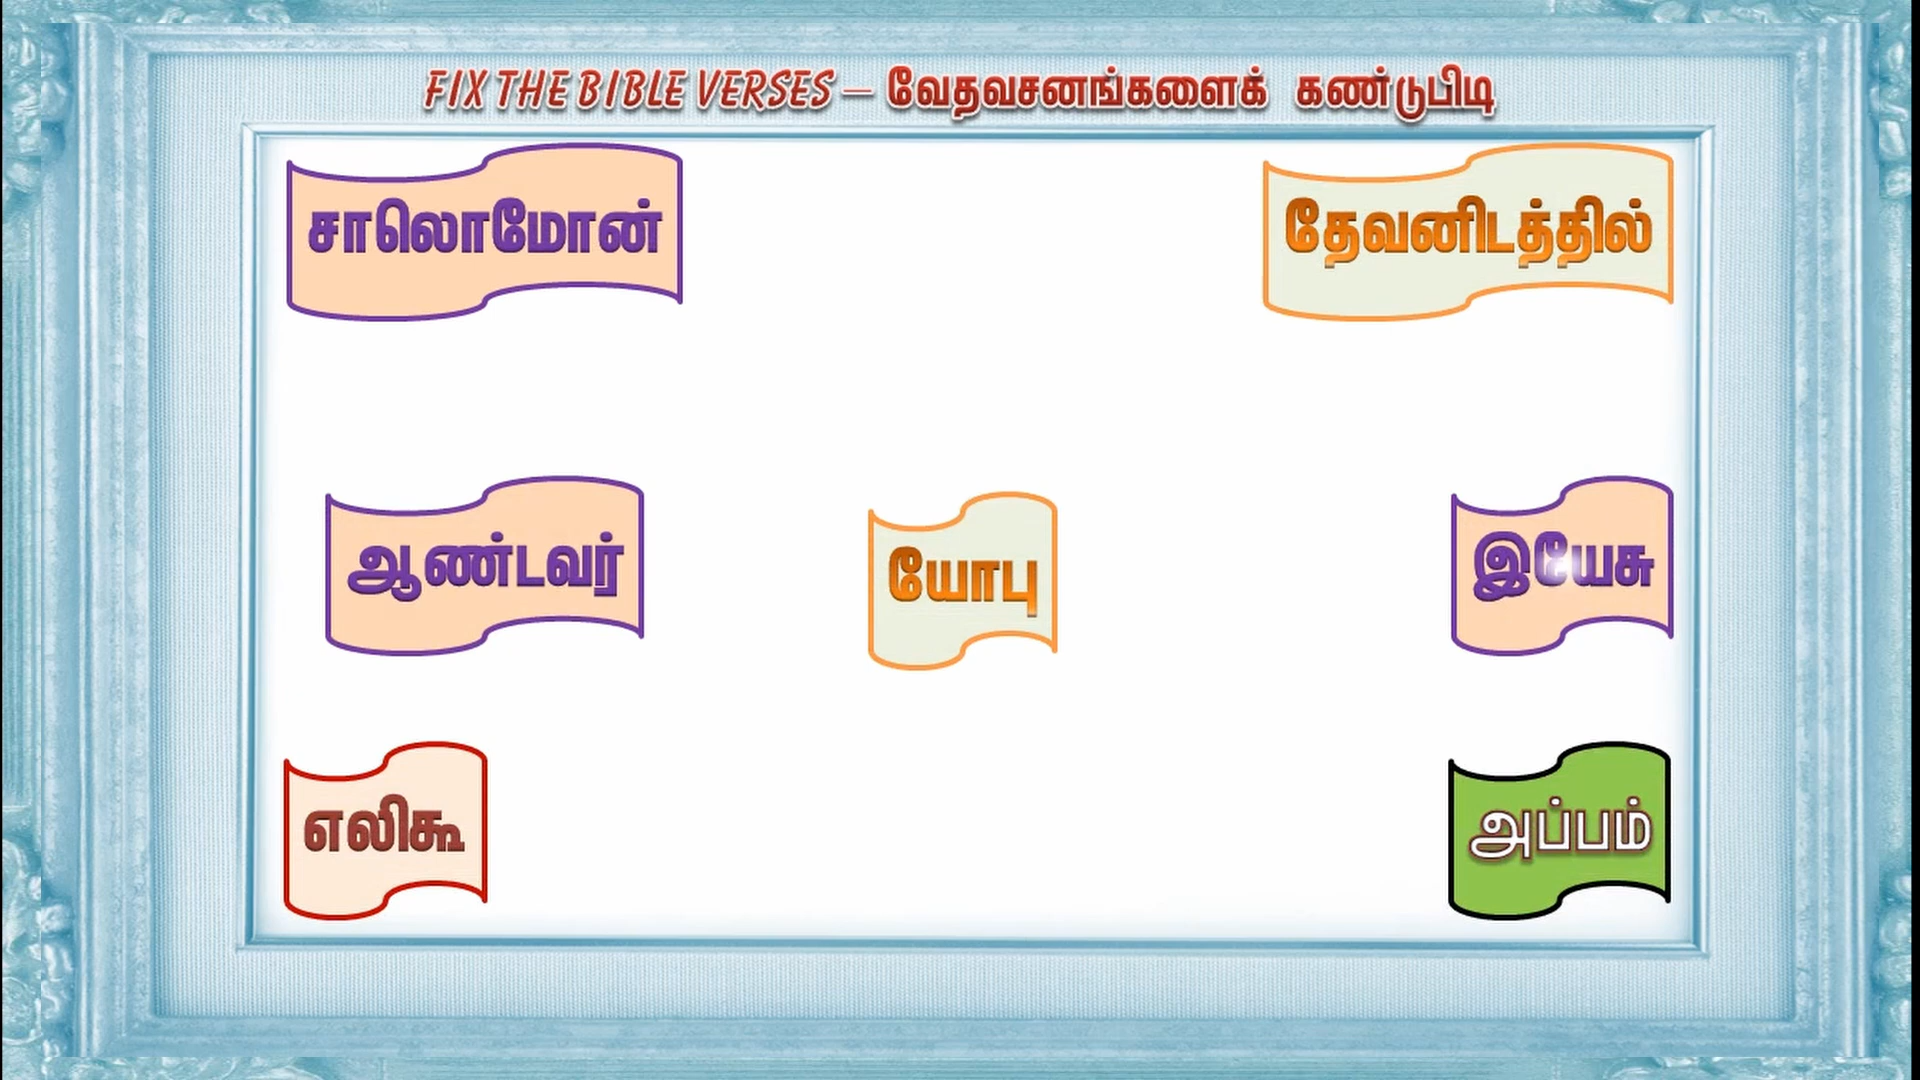 FIX THE BIBLE VERSES – வேதவசனங்களைக் கண்டுபிடி
சாலொமோன்
தேவனிடத்தில்
ஆண்டவர்
யோபு
இயேசு
எலிகூ
அப்பம்